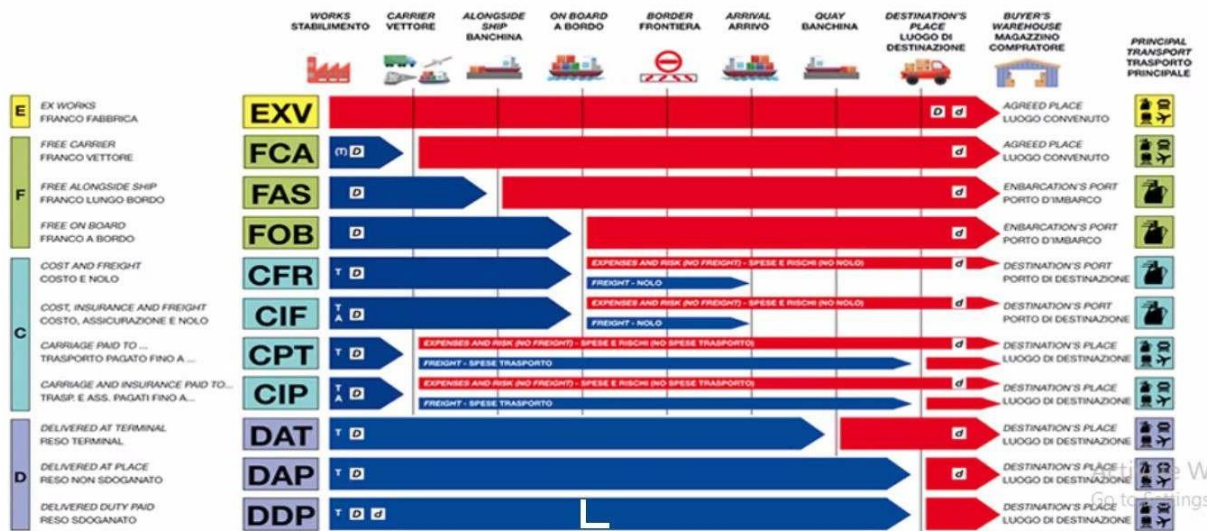 WORKS
STABILIMENTO
CARRIER
VETTORE
ALONGSIDE
SHIP
BANCHINA
ON BOARD
A BORDO
BORDER
FRONTIERA
ARRIVAL
ARRIVO
QUAY
BANCHINA
DESTINATION'S
PLACE
LUOGO DI
DESTINAZIONE
BUYER'S
WAREHOUSE
MAGAZZINO
COMPRATORE
PRINCIPAL
TRANSPORT
TRASPORTO
PRINCIPALE
E
EX WORKS
FRANCO FABBRICA
EXV
D d
AGREED PLACE
LUOGO CONVENUTO
F
FREE CARRIER
FRANCO VETTORE
FCA
(T) D
d
AGREED PLACE
LUOGO CONVENUTO
FREE ALONGSIDE SHIP
FRANCO LUNGO BORDO
FAS
D
d
ENBARCATION'S PORT
PORTO D'IMBARCO
FREE ON BOARD
FRANCO A BORDO
FOB
D
d
ENBARCATION'S PORT
PORTO D'IMBARCO
C
COST AND FREIGHT
COSTO E NOLO
CFR
T D
EXPENSES AND RISK (NO FREIGHT) - SPESE E RISCHI (NO NOLO)
d
FREIGHT - NOLO
DESTINATION'S PORT
PORTO DI DESTINAZIONE
COST, INSURANCE AND FREIGHT
COSTO, ASSICURAZIONE E NOLO
CIF
T D
A
EXPENSES AND RISK (NO FREIGHT) - SPESE E RISCHI (NO NOLO)
d
FREIGHT - NOLO
DESTINATION'S PORT
PORTO DI DESTINAZIONE
CARRIAGE PAID TO ...
TRASPORTO PAGATO FINO A ...
CPT
T D
EXPENSES AND RISK (NO FREIGHT) - SPESE E RISCHI (NO SPESE TRASPORTO)
d
FREIGHT - SPESE TRASPORTO
DESTINATION'S PLACE
LUOGO DI DESTINAZIONE
CARRIAGE AND INSURANCE PAID TO...
TRASP. E ASS. PAGATI FINO A...
CIP
T D
A
EXPENSES AND RISK (NO FREIGHT) - SPESE E RISCHI (NO SPESE TRASPORTO)
d
FREIGHT - SPESE TRASPORTO
DESTINATION'S PLACE
LUOGO DI DESTINAZIONE
D
DELIVERED AT TERMINAL
RESO TERMINAL
DAT
T D
d
DESTINATION'S PLACE
LUOGO DI DESTINAZIONE
DELIVERED AT PLACE
RESO NON SDOGANATO
DAP
T D
d
DESTINATION'S PLACE
LUOGO DI DESTINAZIONE
DELIVERED DUTY PAID
RESO SDOGANATO
DDP
T D d
DESTINATION'S PLACE
LUOGO DI DESTINAZIONE
Go to Settings